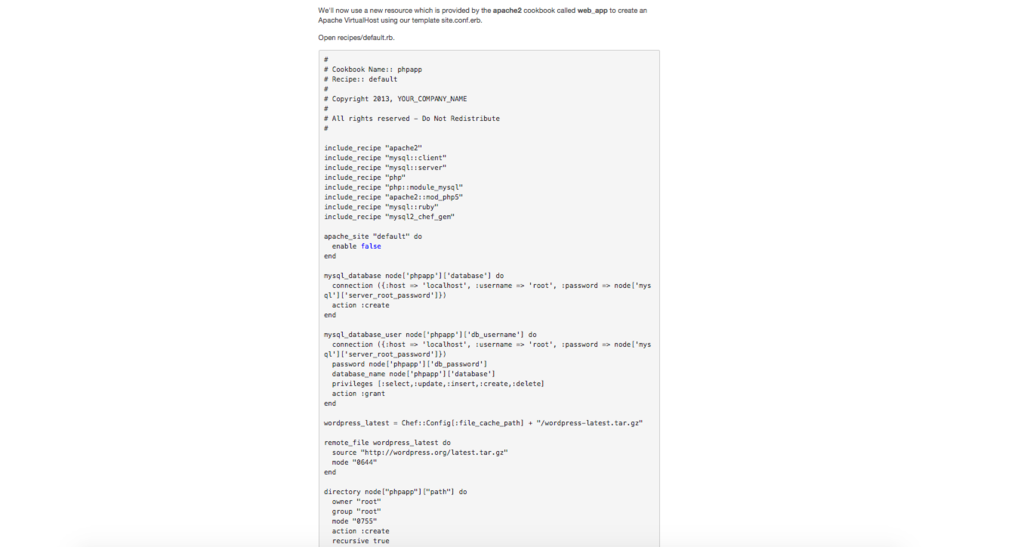 We'll now use a new resource which is provided by the apache2 cookbook called web_app to create an
Apache VirtualHost using our template site.conf.erb.
Open recipes/default.rb.
#
# Cookbook Name:: phpapp
# Recipe:: default
#
# Copyright 2013, YOUR_COMPANY_NAME
#
# All rights reserved - Do Not Redistribute
#
include_recipe "apache2"
include_recipe "mysql::client"
include_recipe "mysql::server"
include_recipe "php"
include_recipe "php::module_mysql"
include_recipe "apache2::mod_php5"
include_recipe "mysql::ruby"
include_recipe "mysql2_chef_gem"
apache_site "default" do
enable false
end
mysql_database node['phpapp']['database'] do
connection ({:host => 'localhost', :username => 'root', :password => node['mys
ql']['server_root_password']})
action :create
end
mysql_database_user node['phpapp']['db_username'] do
connection ({:host => 'localhost', :username => 'root', :password => node['mys
ql']['server_root_password']})
password node['phpapp']['db_password']
database_name node['phpapp']['database']
privileges [:select,:update,:insert,:create,:delete]
action :grant
end
wordpress_latest = Chef::Config[:file_cache_path] + "/wordpress-latest.tar.gz"
remote_file wordpress_latest do
source "http://wordpress.org/latest.tar.gz"
mode "0644"
end
directory node["phpapp"]["path"] do
owner "root"
group "root"
mode "0755"
action :create
recursive true